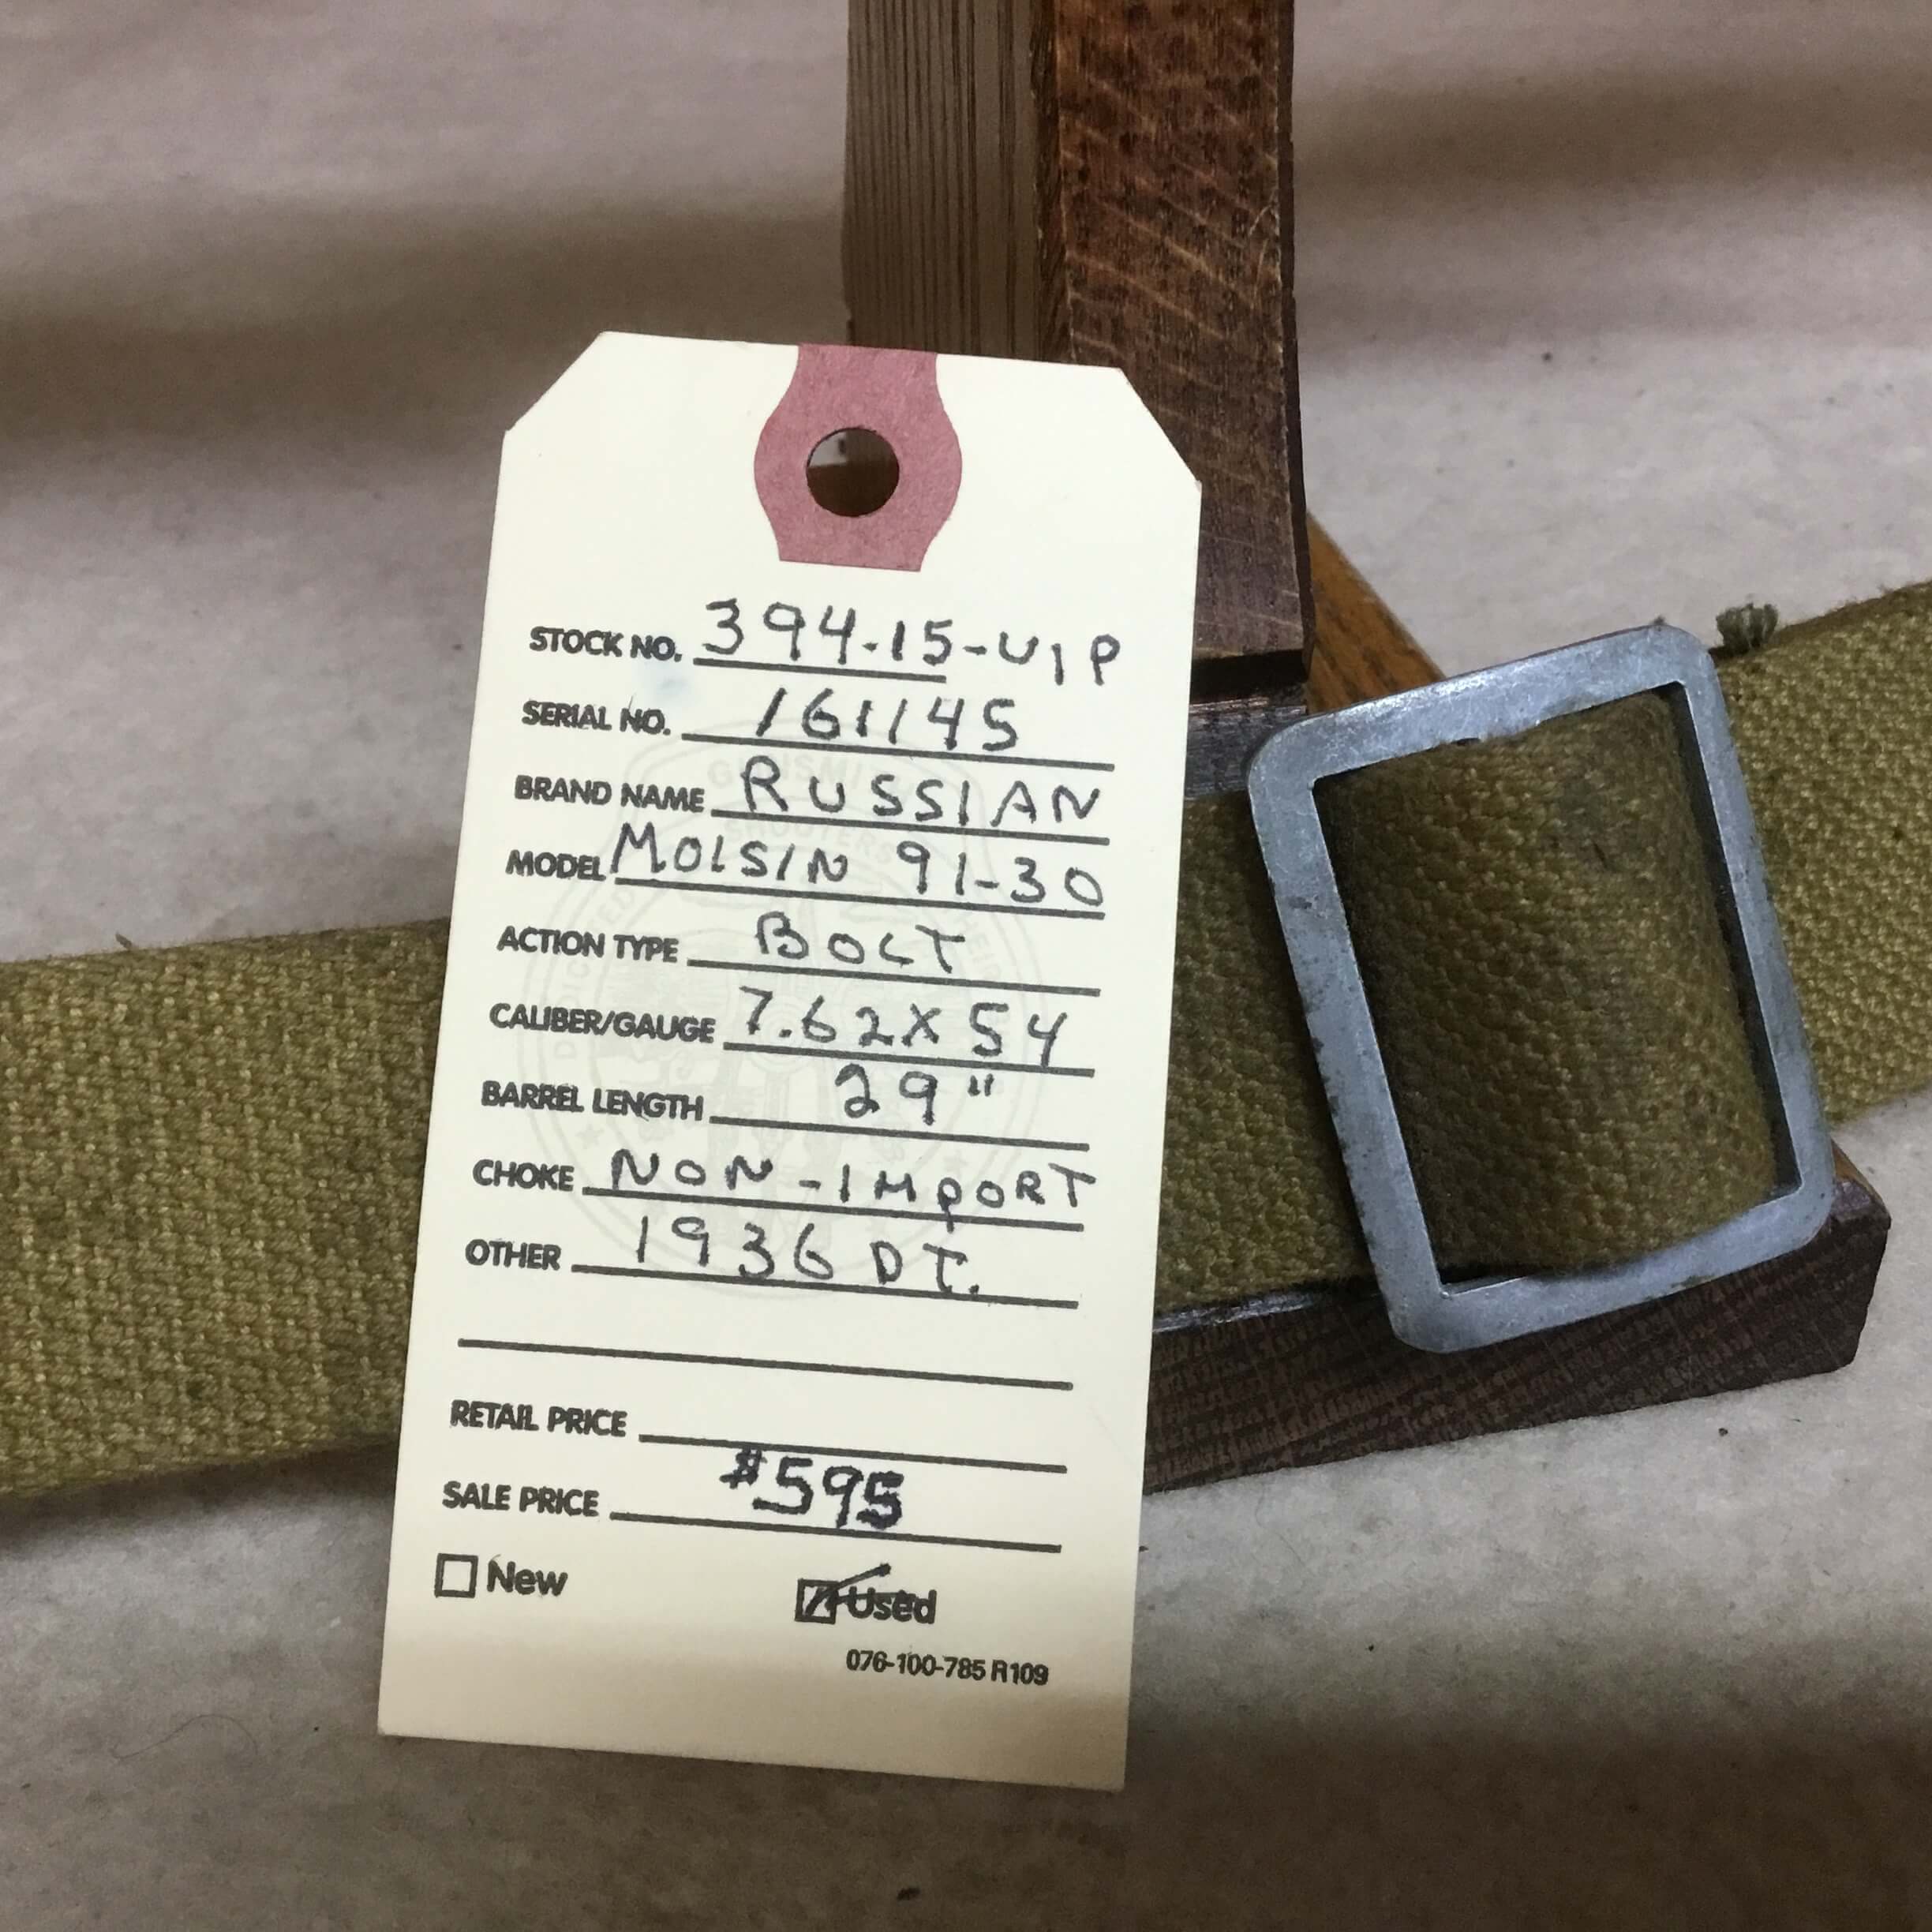 STOCK NO. 394-15-VIP
SERIAL NO. 161145
BRAND NAME RUSSIAN
MODEL MOISIN 91-30
ACTION TYPE BOLT
CALIBER/GAUGE 7.62X54
BARREL LENGTH 29"
CHOKE NON-IMPORT
OTHER 1936 DT.
RETAIL PRICE
SALE PRICE $595
New Used
076-100-785 R109